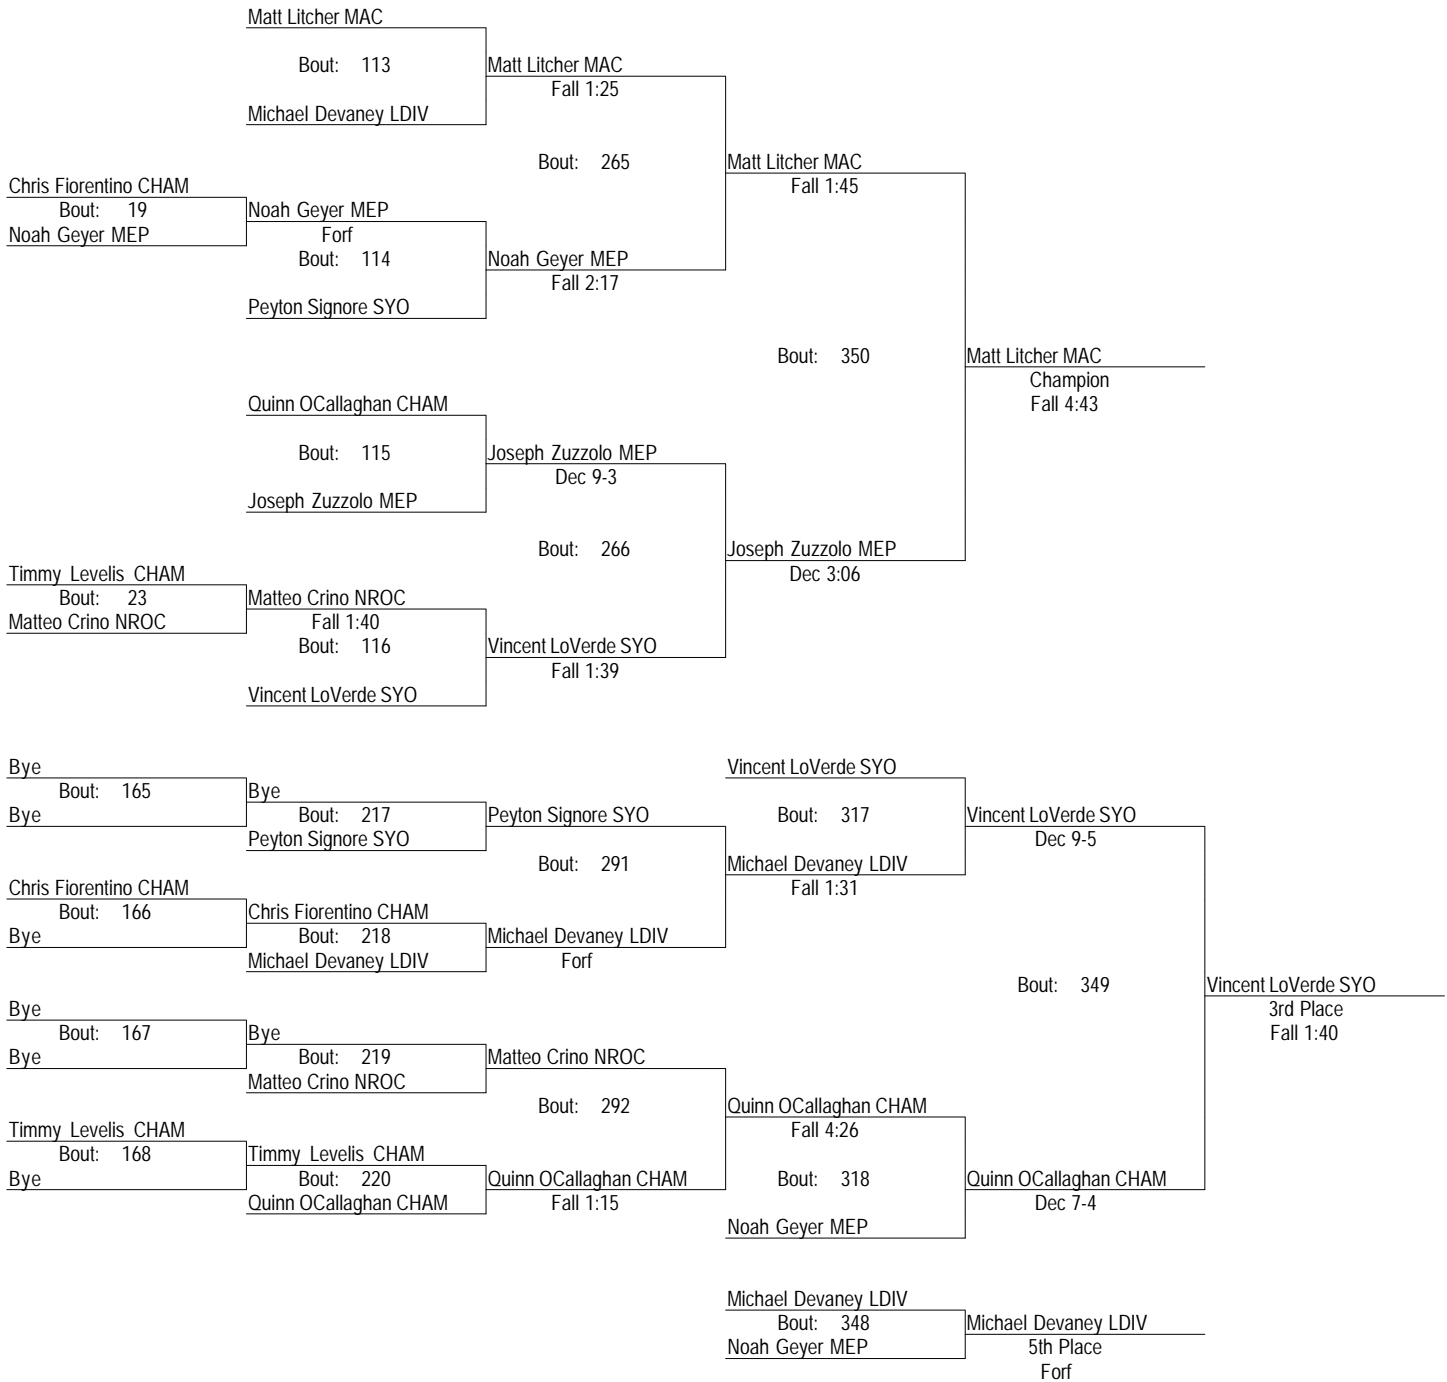 Matt Litcher MAC
Bout: 113
Matt Litcher MAC
Fall 1:25
Michael Devaney LDIV
Bout: 265
Matt Litcher MAC
Fall 1:45
Chris Fiorentino CHAM
Bout: 19
Noah Geyer MEP
Noah Geyer MEP
Forf
Bout: 114
Noah Geyer MEP
Fall 2:17
Peyton Signore SYO
Bout: 350
Matt Litcher MAC
Champion
Fall 4:43
Quinn OCallaghan CHAM
Bout: 115
Joseph Zuzzolo MEP
Dec 9-3
Joseph Zuzzolo MEP
Bout: 266
Joseph Zuzzolo MEP
Dec 3:06
Timmy Levelis CHAM
Bout: 23
Matteo Crino NROC
Matteo Crino NROC
Fall 1:40
Bout: 116
Vincent LoVerde SYO
Fall 1:39
Vincent LoVerde SYO
Bye
Bout: 165
Bye
Bye
Bout: 217
Peyton Signore SYO
Peyton Signore SYO
Bout: 291
Vincent LoVerde SYO
Bout: 317
Vincent LoVerde SYO
Dec 9-5
Michael Devaney LDIV
Fall 1:31
Chris Fiorentino CHAM
Bout: 166
Bye
Chris Fiorentino CHAM
Bout: 218
Michael Devaney LDIV
Michael Devaney LDIV
Forf
Bout: 349
Vincent LoVerde SYO
3rd Place
Fall 1:40
Bye
Bout: 167
Bye
Bye
Bout: 219
Matteo Crino NROC
Matteo Crino NROC
Bout: 292
Quinn OCallaghan CHAM
Fall 4:26
Timmy Levelis CHAM
Bout: 168
Bye
Timmy Levelis CHAM
Bout: 220
Quinn OCallaghan CHAM
Quinn OCallaghan CHAM
Fall 1:15
Bout: 318
Quinn OCallaghan CHAM
Dec 7-4
Noah Geyer MEP
Michael Devaney LDIV
Bout: 348
Noah Geyer MEP
Michael Devaney LDIV
5th Place
Forf